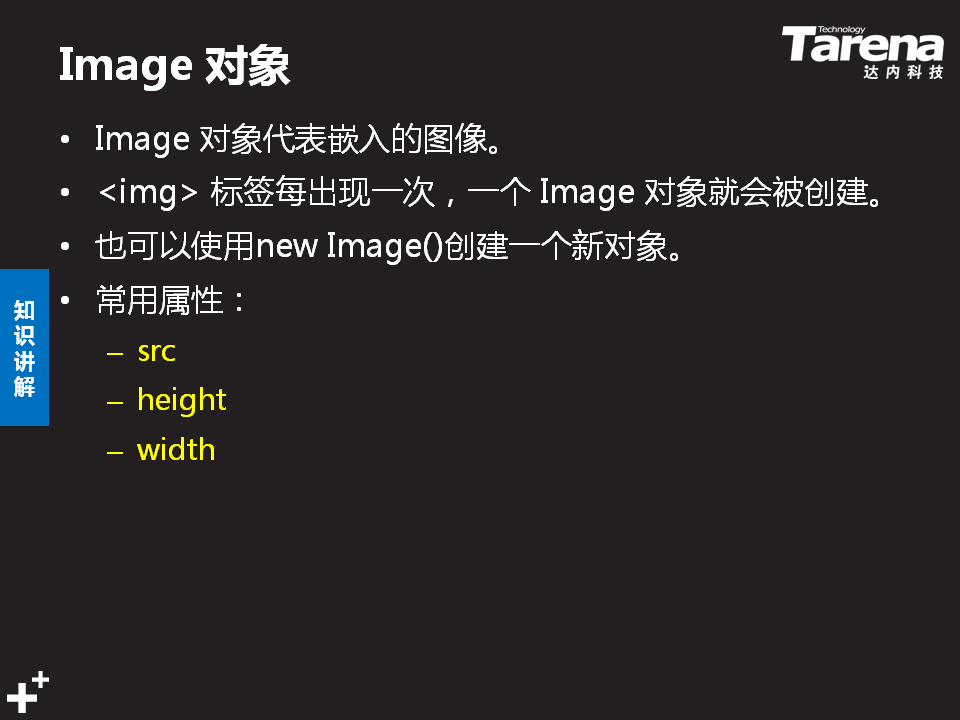 Image 对象
Technology
Tarena
达内科技
• Image 对象代表嵌入的图像。
• <img> 标签每出现一次，一个 Image 对象就会被创建。
• 也可以使用new Image()创建一个新对象。
• 常用属性：
– src
– height
– width
知
识
讲
解